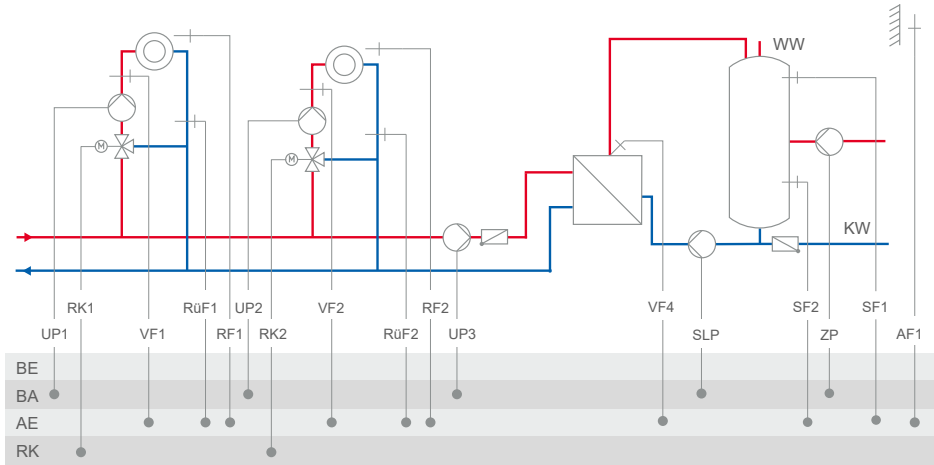 WW
M
M
KW
RK1 RüF1 UP2 VF2 RF2 VF4 SF2 SF1
UP1 VF1 RF1 RK2 RüF2 UP3 SLP ZP AF1
BE
BA
AE
RK